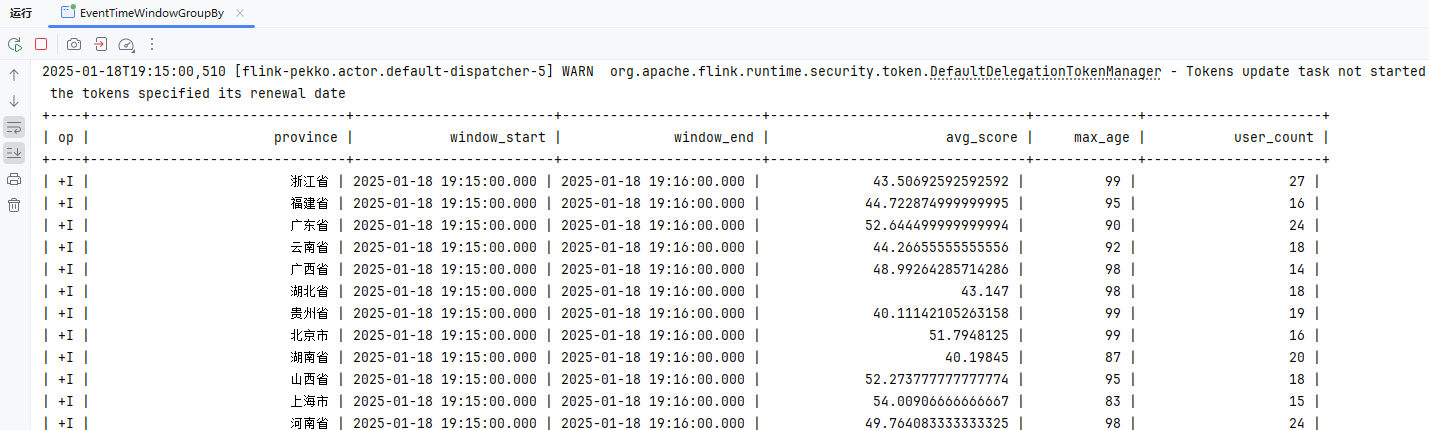 运行 EventTimeWindowGroupBy
2025-01-18T19:15:00,510 [flink-pekko.actor.default-dispatcher-5] WARN  org.apache.flink.runtime.security.token.DefaultDelegationTokenManager - Tokens update task not started
the tokens specified its renewal date
+----+--------------------------------+-------------------------+-------------------------+--------------------------------+-------------+----------------------+
| op |                       province |            window_start |              window_end |                      avg_score |     max_age |           user_count |
+----+--------------------------------+-------------------------+-------------------------+--------------------------------+-------------+----------------------+
| +I |                         浙江省 | 2025-01-18 19:15:00.000 | 2025-01-18 19:16:00.000 |              43.50692592592592 |          99 |                   27 |
| +I |                         福建省 | 2025-01-18 19:15:00.000 | 2025-01-18 19:16:00.000 |             44.722874999999995 |          95 |                   16 |
| +I |                         广东省 | 2025-01-18 19:15:00.000 | 2025-01-18 19:16:00.000 |             52.644499999999994 |          90 |                   24 |
| +I |                         云南省 | 2025-01-18 19:15:00.000 | 2025-01-18 19:16:00.000 |              44.26655555555556 |          92 |                   18 |
| +I |                         广西省 | 2025-01-18 19:15:00.000 | 2025-01-18 19:16:00.000 |              48.99264285714286 |          98 |                   14 |
| +I |                         湖北省 | 2025-01-18 19:15:00.000 | 2025-01-18 19:16:00.000 |                         43.147 |          98 |                   18 |
| +I |                         贵州省 | 2025-01-18 19:15:00.000 | 2025-01-18 19:16:00.000 |              40.11142105263158 |          99 |                   19 |
| +I |                         北京市 | 2025-01-18 19:15:00.000 | 2025-01-18 19:16:00.000 |                     51.7948125 |          99 |                   16 |
| +I |                         湖南省 | 2025-01-18 19:15:00.000 | 2025-01-18 19:16:00.000 |                       40.19845 |          87 |                   20 |
| +I |                         山西省 | 2025-01-18 19:15:00.000 | 2025-01-18 19:16:00.000 |             52.273777777777774 |          95 |                   18 |
| +I |                         上海市 | 2025-01-18 19:15:00.000 | 2025-01-18 19:16:00.000 |              54.00906666666667 |          83 |                   15 |
| +I |                         河南省 | 2025-01-18 19:15:00.000 | 2025-01-18 19:16:00.000 |             49.764083333333325 |          98 |                   24 |